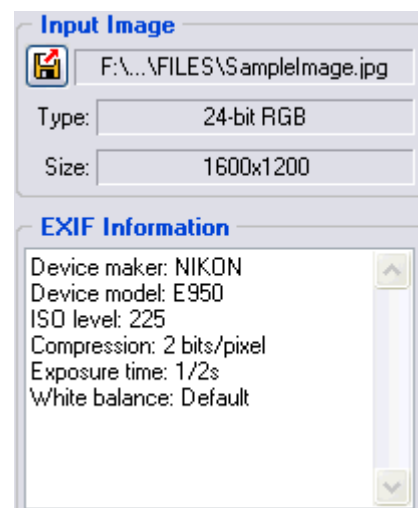 Input Image
F:\...\FILES\SampleImage.jpg
Type: 24-bit RGB
Size: 1600x1200
EXIF Information
Device maker: NIKON
Device model: E950
ISO level: 225
Compression: 2 bits/pixel
Exposure time: 1/2s
White balance: Default